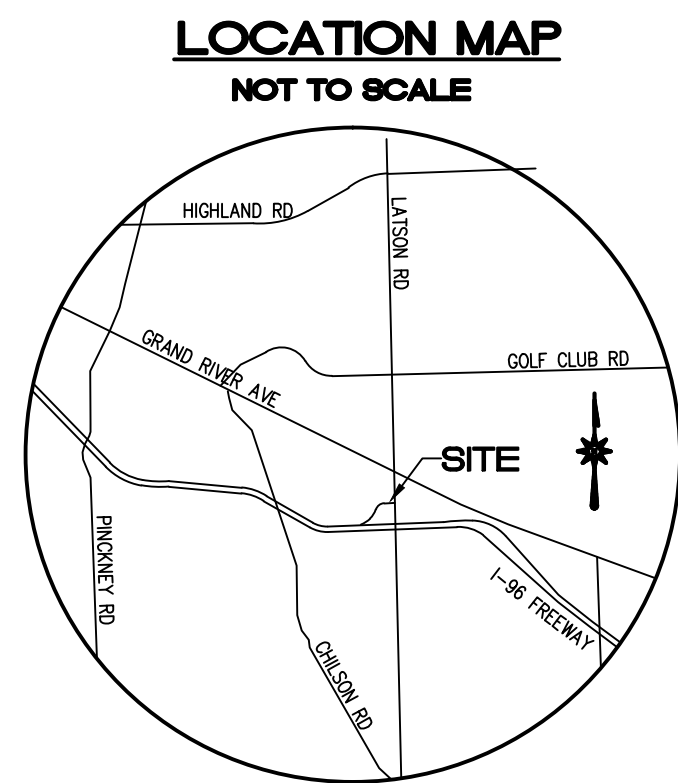 LOCATION MAP
NOT TO SCALE
HIGHLAND RD
LATSON RD
GRAND RIVER AVE
GOLF CLUB RD
SITE
PINCKNEY RD
I-96 FREEWAY
CHILSON RD